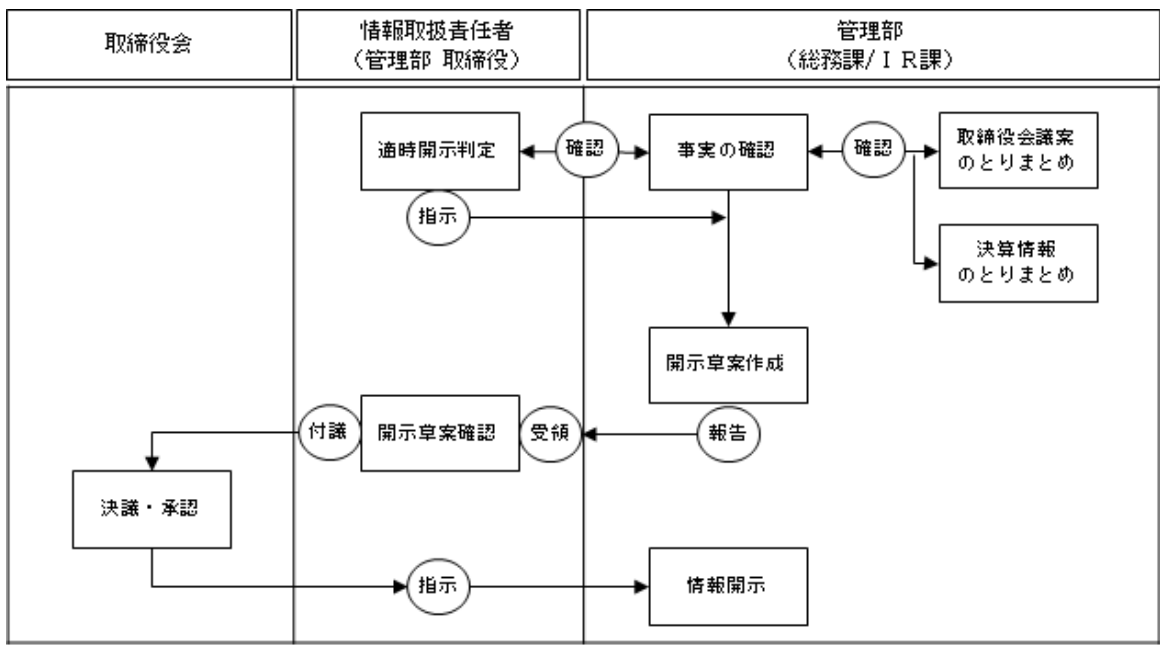 取締役会
情報取扱責任者
（管理部 取締役）
管理部
（総務課/ＩＲ課）
適時開示判定
確認
事実の確認
確認
取締役会議案
のとりまとめ
指示
決算情報
のとりまとめ
開示草案作成
付議
開示草案確認
受領
報告
決議・承認
指示
情報開示